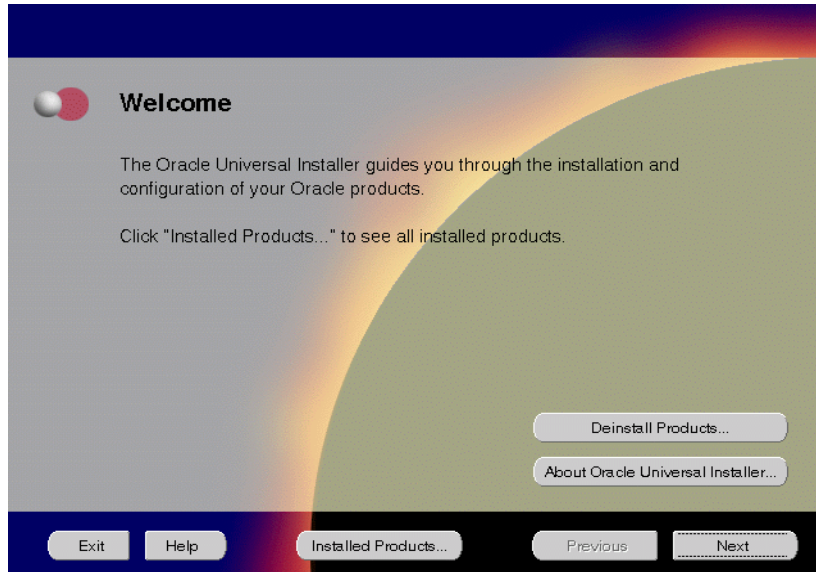 Welcome
The Oracle Universal Installer guides you through the installation and
configuration of your Oracle products.
Click "Installed Products..." to see all installed products.
Deinstall Products...
About Oracle Universal Installer...
Exit
Help
Installed Products...
Previous
Next